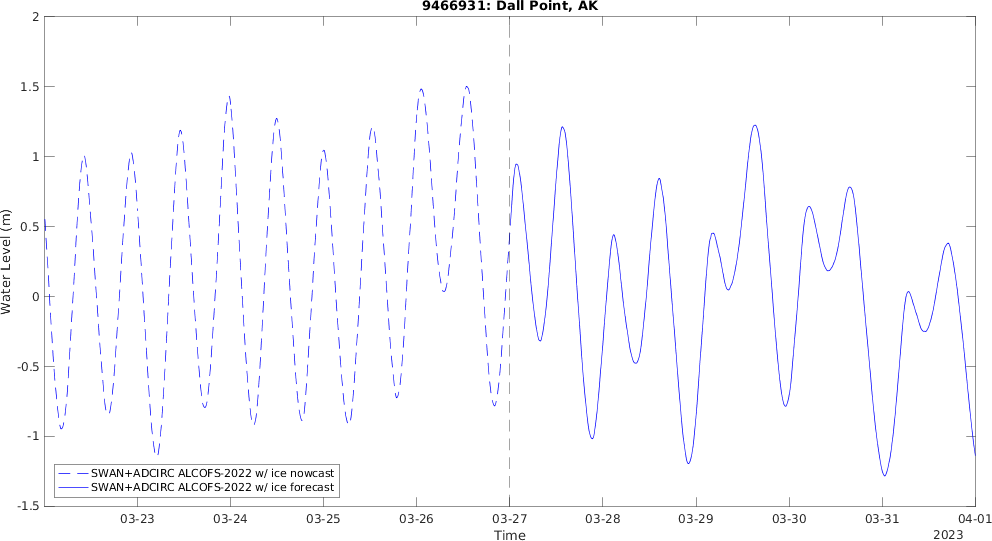 9466931: Dall Point, AK
Water Level (m)
2
1.5
1
0.5
0
-0.5
-1
-1.5
SWAN+ADCIRC ALCOFS-2022 w/ ice nowcast
SWAN+ADCIRC ALCOFS-2022 w/ ice forecast
03-23 03-24 03-25 03-26 03-27 03-28 03-29 03-30 03-31 04-01
Time
2023